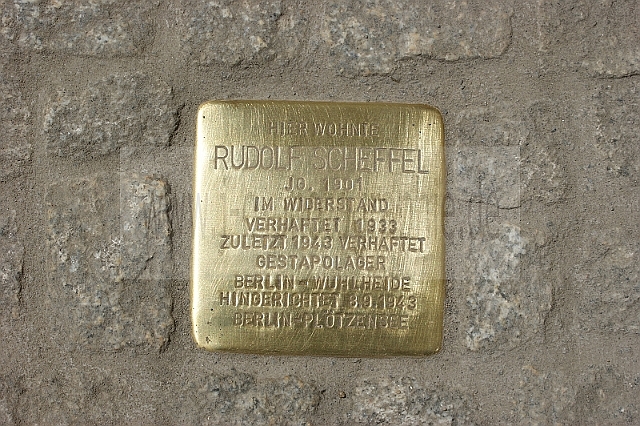 HIER WOHNTE
RUDOLF SCHEFFEL
JG. 1901
IM WIDERSTAND
VERHAFTET 1933
ZULETZT 1943 VERHAFTET
GESTAPOLAGER
BERLIN-WUHLHEIDE
HINGERICHTET 8.9.1943
BERLIN-PLÖTZENSEE